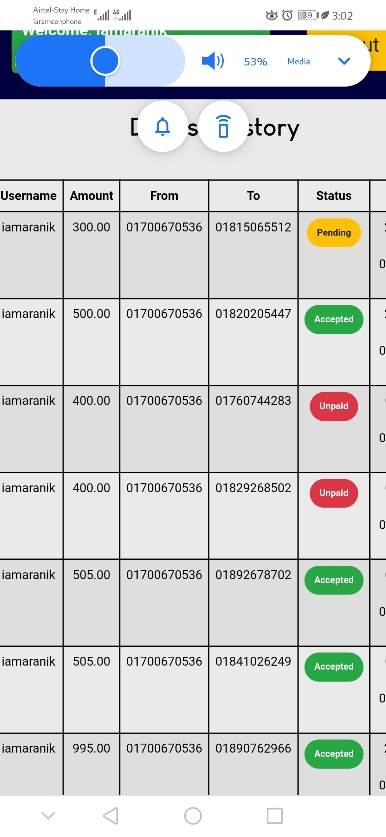 Airtel-Stay Home
Grameenphone
E 4G 39 3:02
Welcome: iamaranik
ut
53% Media
story
Username Amount From To Status
iamaranik 300.00 01700670536 01815065512 Pending
iamaranik 500.00 01700670536 01820205447 Accepted
iamaranik 400.00 01700670536 01760744283 Unpaid
iamaranik 400.00 01700670536 01829268502 Unpaid
iamaranik 505.00 01700670536 01892678702 Accepted
iamaranik 505.00 01700670536 01841026249 Accepted
iamaranik 995.00 01700670536 01890762966 Accepted